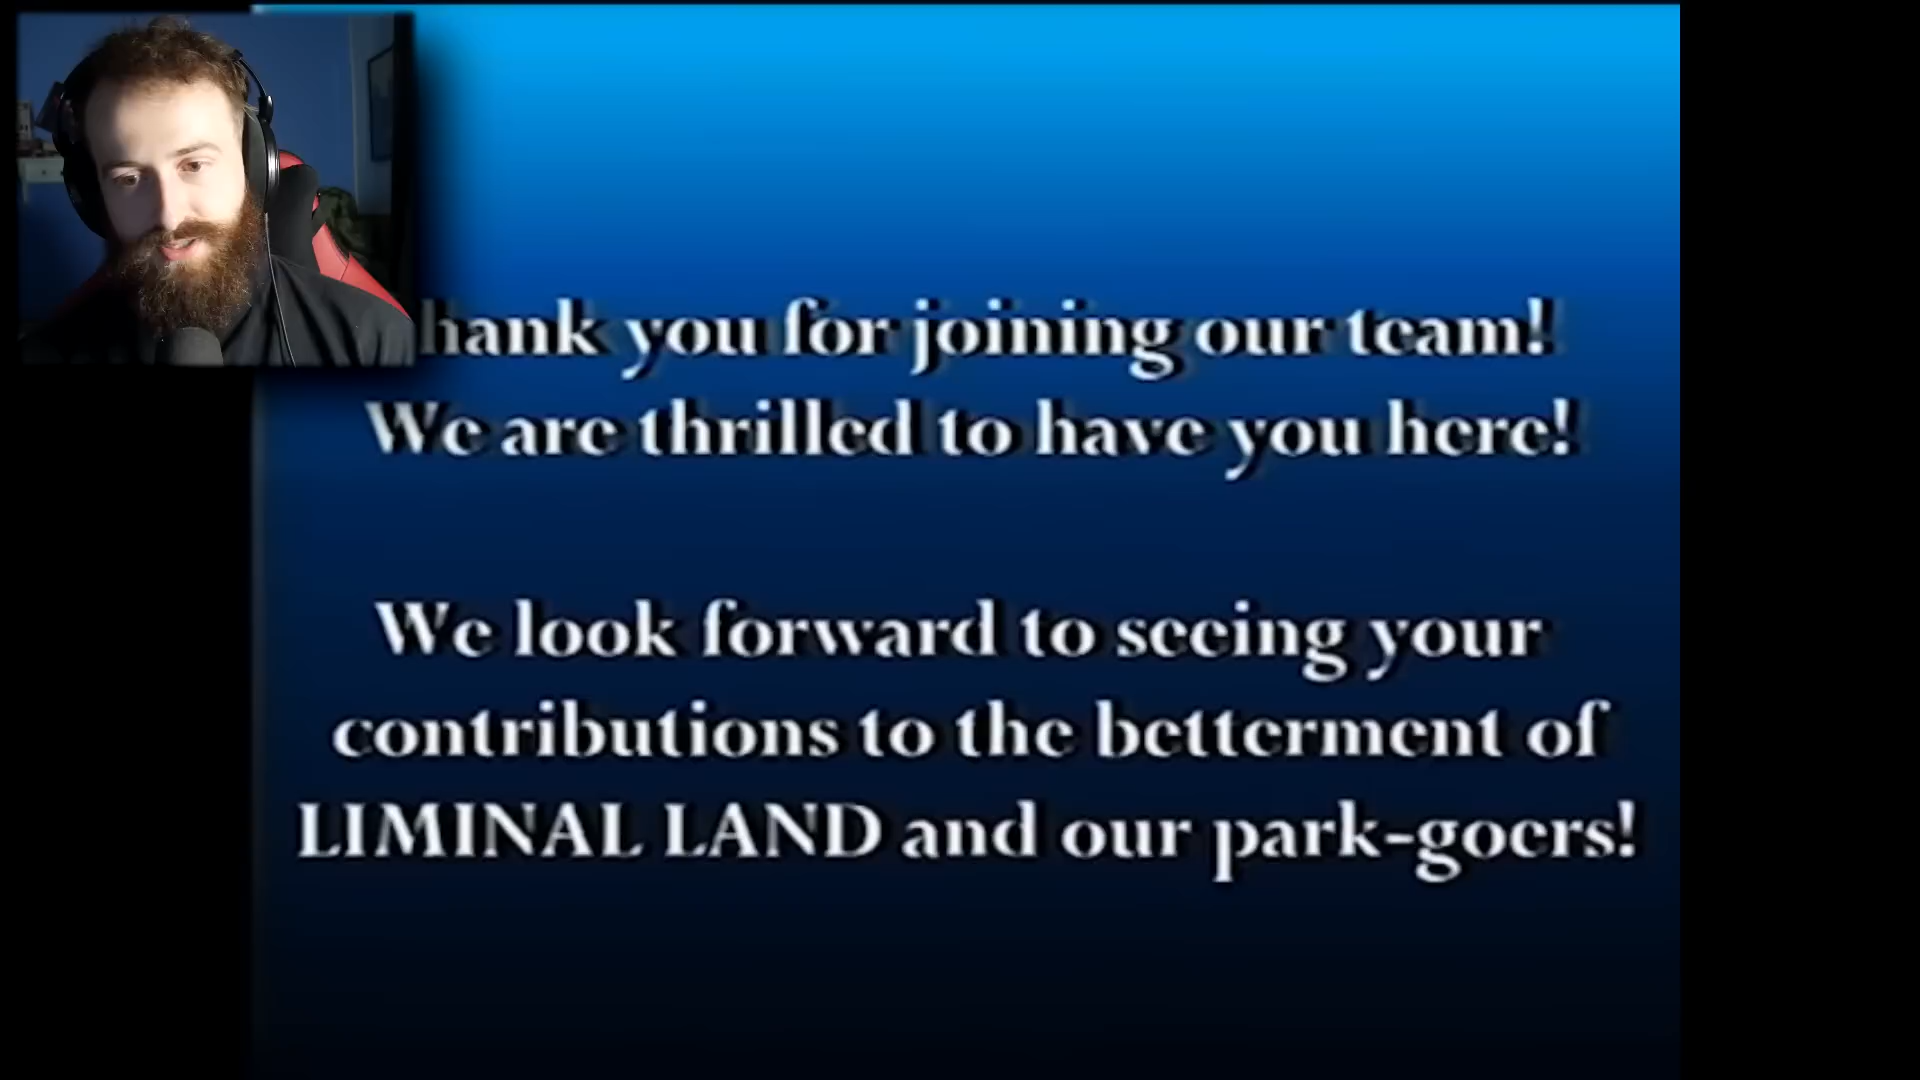 hank you for joining our team!
We are thrilled to have you here!
We look forward to seeing your
contributions to the betterment of
LIMINAL LAND and our park-goers!